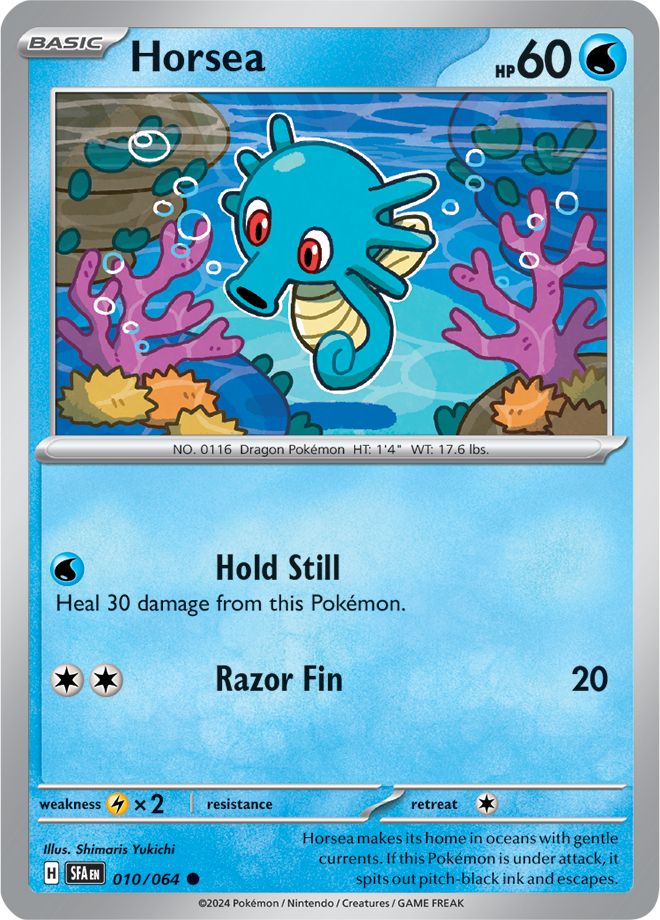 BASIC
Horsea
HP 60
NO. 0116 Dragon Pokémon HT: 1'4" WT: 17.6 lbs.
Hold Still
Heal 30 damage from this Pokémon.
Razor Fin 20
weakness ×2 resistance retreat
Illus. Shimaris Yukichi
Horsea makes its home in oceans with gentle
currents. If this Pokémon is under attack, it
spits out pitch-black ink and escapes.
H SFA EN 010/064
©2024 Pokémon / Nintendo / Creatures / GAME FREAK